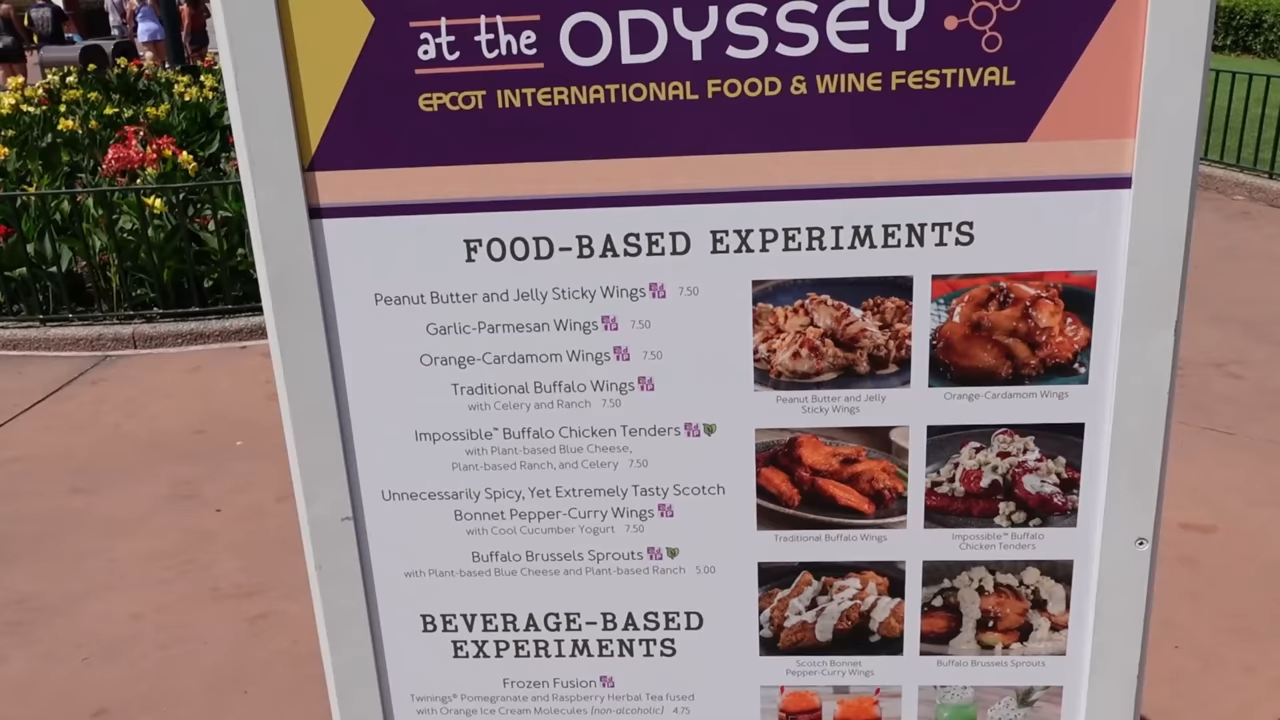 at the ODYSSEY
EPCOT INTERNATIONAL FOOD & WINE FESTIVAL
FOOD-BASED EXPERIMENTS
Peanut Butter and Jelly Sticky Wings 7.50
Garlic-Parmesan Wings 7.50
Orange-Cardamom Wings 7.50
Traditional Buffalo Wings
with Celery and Ranch 7.50
Impossible™ Buffalo Chicken Tenders
with Plant-based Blue Cheese,
Plant-based Ranch, and Celery 7.50
Unnecessarily Spicy, Yet Extremely Tasty Scotch
Bonnet Pepper-Curry Wings
with Cool Cucumber Yogurt 7.50
Buffalo Brussels Sprouts
with Plant-based Blue Cheese and Plant-based Ranch 5.00
BEVERAGE-BASED
EXPERIMENTS
Frozen Fusion
Twinings® Pomegranate and Raspberry Herbal Tea fused
with Orange Ice Cream Molecules (non-alcoholic) 4.75
Peanut Butter and Jelly
Sticky Wings
Orange-Cardamom Wings
Traditional Buffalo Wings
Impossible™ Buffalo
Chicken Tenders
Scotch Bonnet
Pepper-Curry Wings
Buffalo Brussels Sprouts